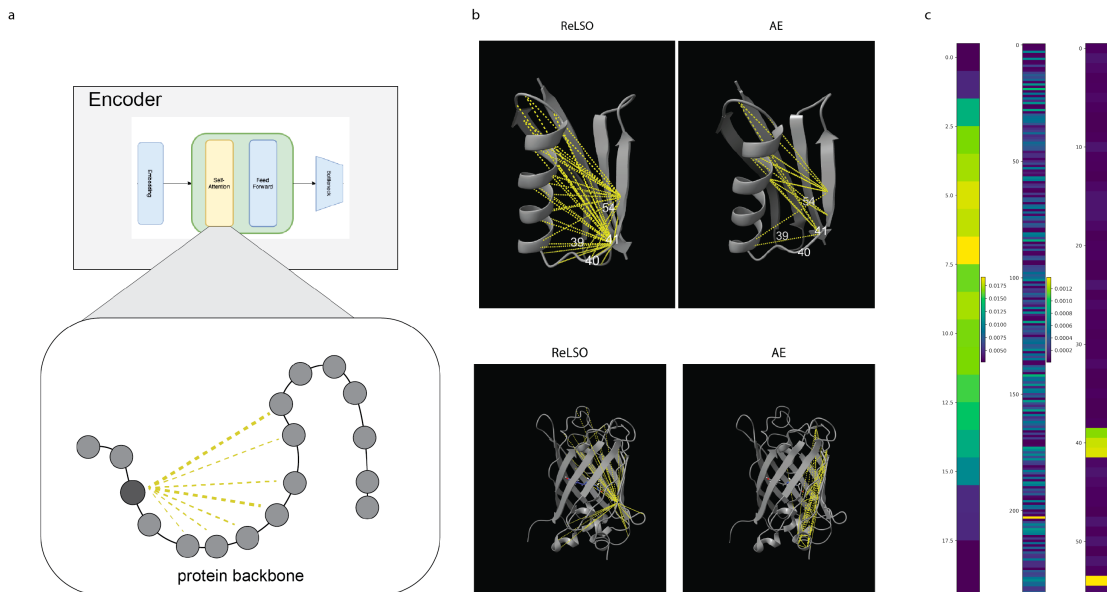 a
Encoder
Embedding
Self-
Attention
Feed
Forward
bottleneck
protein backbone
b
ReLSO
AE
54
39
41
40
54
41
39
40
ReLSO
AE
c
0.0
2.5
5.0
7.5
10.0
12.5
15.0
17.5
0.0175
0.0150
0.0125
0.0100
0.0075
0.0050
0
50
100
150
200
0.0012
0.0010
0.0008
0.0006
0.0004
0.0002
0
10
20
30
40
50